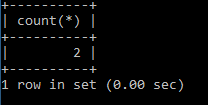 +----------+
| count(*) |
+----------+
|        2 |
+----------+
1 row in set (0.00 sec)